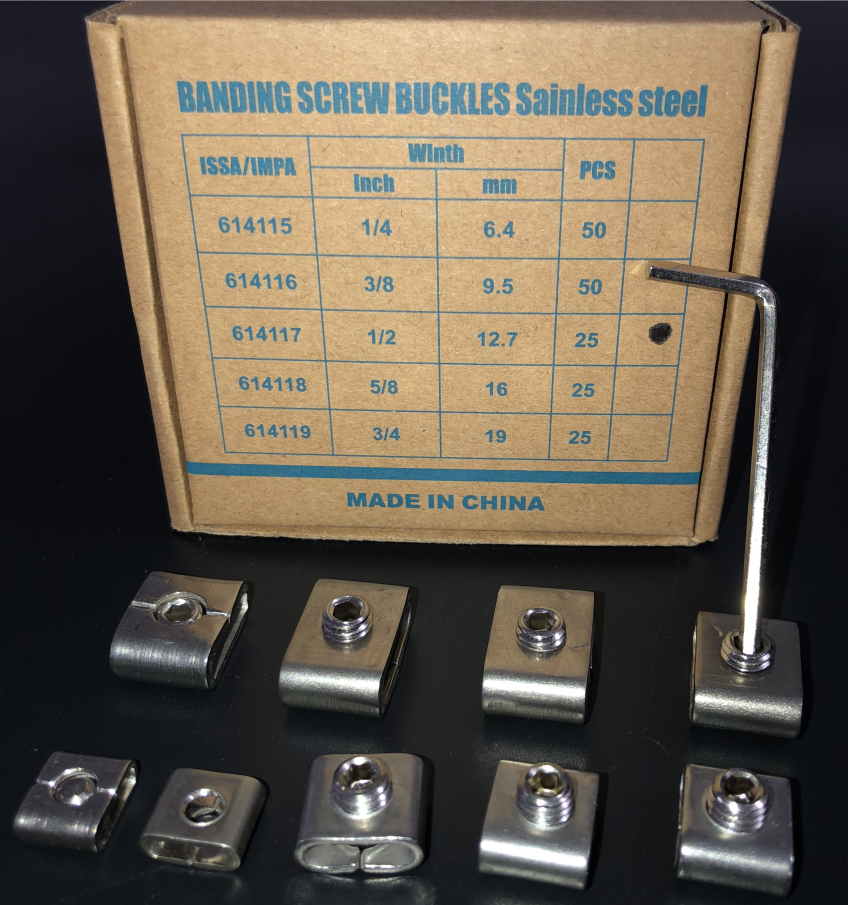 BANDING SCREW BUCKLES Sainless steel
ISSA/IMPA WInth PCS
Inch mm
614115 1/4 6.4 50
614116 3/8 9.5 50
614117 1/2 12.7 25
614118 5/8 16 25
614119 3/4 19 25
MADE IN CHINA